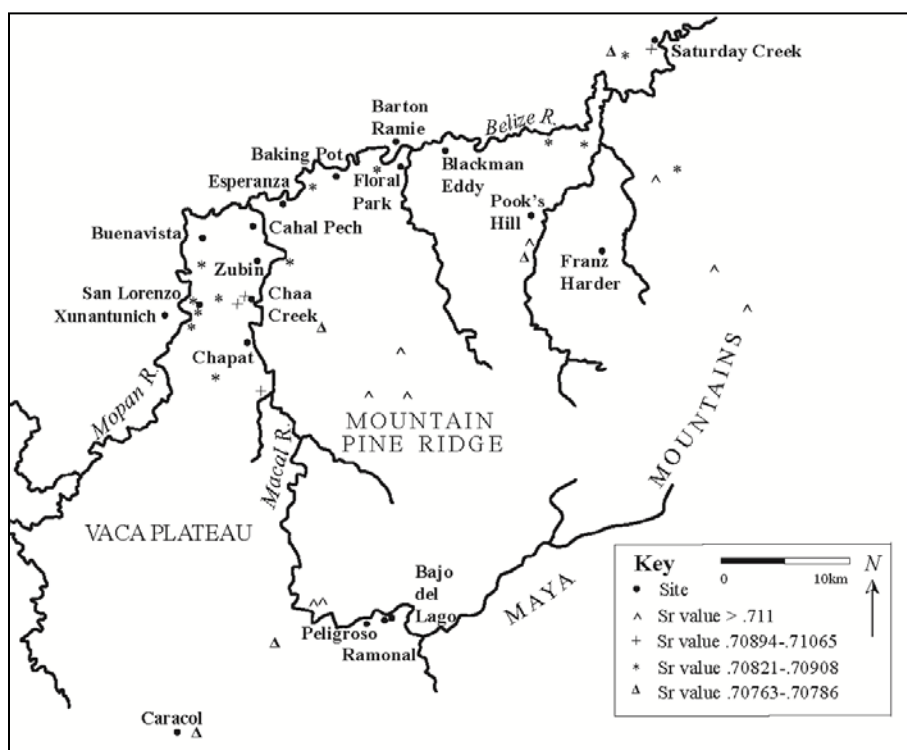 Saturday Creek
Barton
Ramie
Belize R.
Baking Pot
Blackman
Eddy
Esperanza
Floral
Park
Pook's
Hill
Buenavista
Cahal Pech
Zubin
Franz
Harder
San Lorenzo
Xunantunich
Chaa
Creek
Chapat
Mopan R.
MOUNTAIN
PINE RIDGE
MOUNTAINS
Macal R.
VACA PLATEAU
Bajo
del
Lago
MAYA
Peligroso
Ramonal
Caracol
Key
0 10km
N
• Site
^ Sr value > .711
+ Sr value .70894-.71065
* Sr value .70821-.70908
Δ Sr value .70763-.70786